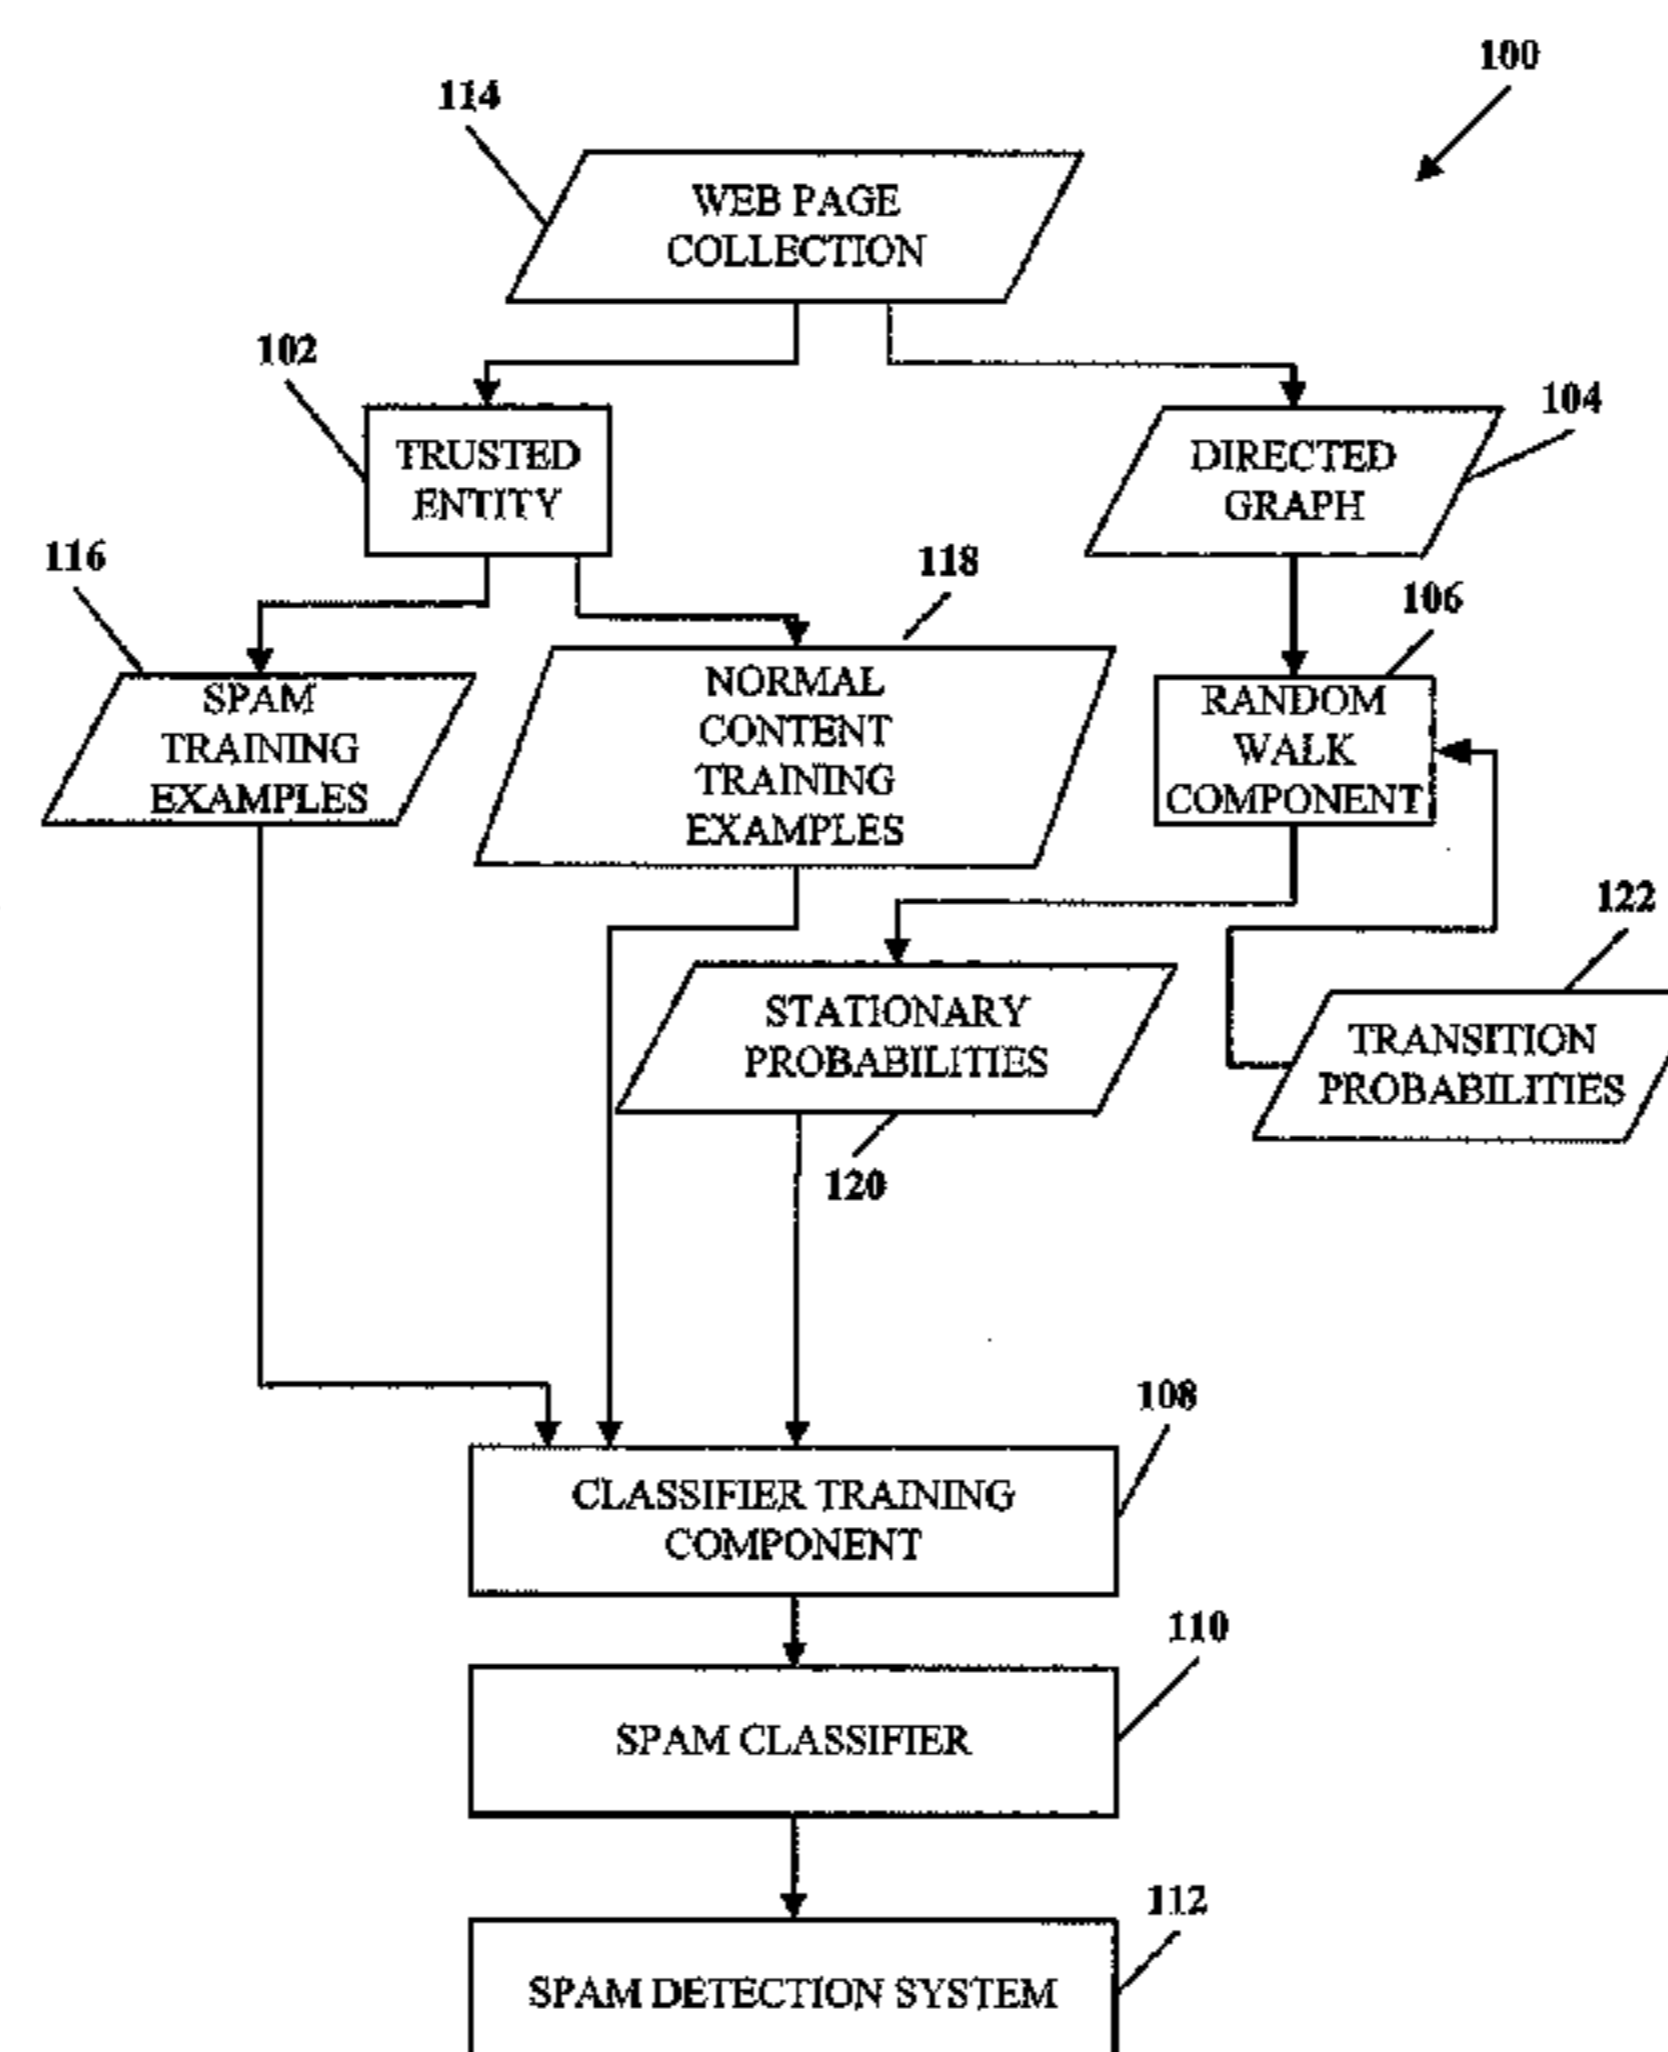 100
114
WEB PAGE
COLLECTION
102
TRUSTED
ENTITY
104
DIRECTED
GRAPH
116
SPAM
TRAINING
EXAMPLES
118
NORMAL
CONTENT
TRAINING
EXAMPLES
106
RANDOM
WALK
COMPONENT
122
STATIONARY
PROBABILITIES
120
TRANSITION
PROBABILITIES
108
CLASSIFIER TRAINING
COMPONENT
110
SPAM CLASSIFIER
112
SPAM DETECTION SYSTEM